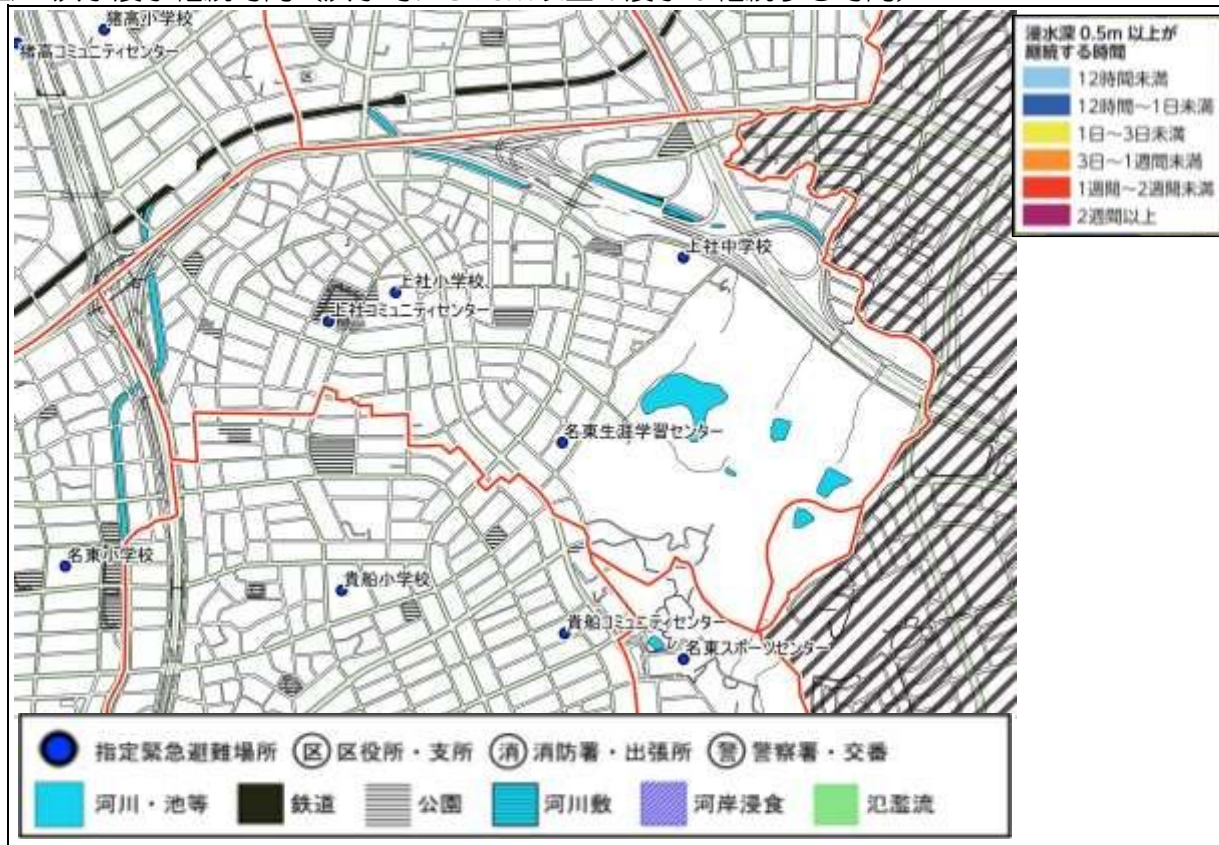 猪高小学校
猪高コミュニティセンター
区
上社中学校
上社小学校
上社コミュニティセンター
名東生涯学習センター
名東小学校
貴船小学校
貴船コミュニティセンター
名東スポーツセンター
浸水深 0.5m 以上が
継続する時間
12時間未満
12時間～1日未満
1日～3日未満
3日～1週間未満
1週間～2週間未満
2週間以上
指定緊急避難場所 区 区役所・支所 消 消防署・出張所 警 警察署・交番
河川・池等 鉄道 公園 河川敷 河岸浸食 氾濫流